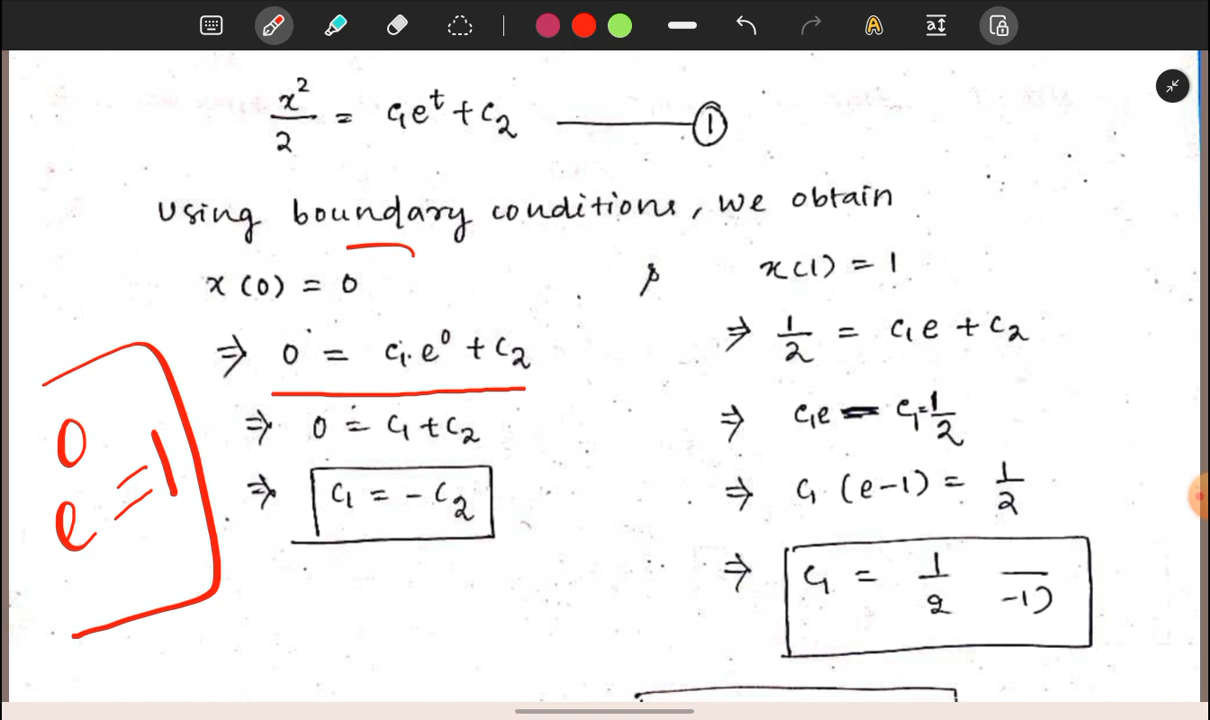 x²/2 = C₁eᵗ + C₂ ——— ①
Using boundary conditions, we obtain
x(0) = 0
⇒ 0 = C₁.e⁰ + C₂
⇒ 0 = C₁ + C₂
⇒ C₁ = - C₂
x(1) = 1
⇒ 1/2 = C₁e + C₂
⇒ C₁e - C₁ = 1/2
⇒ C₁ (e-1) = 1/2
⇒ C₁ = 1/2 -1)
e⁰ = 1